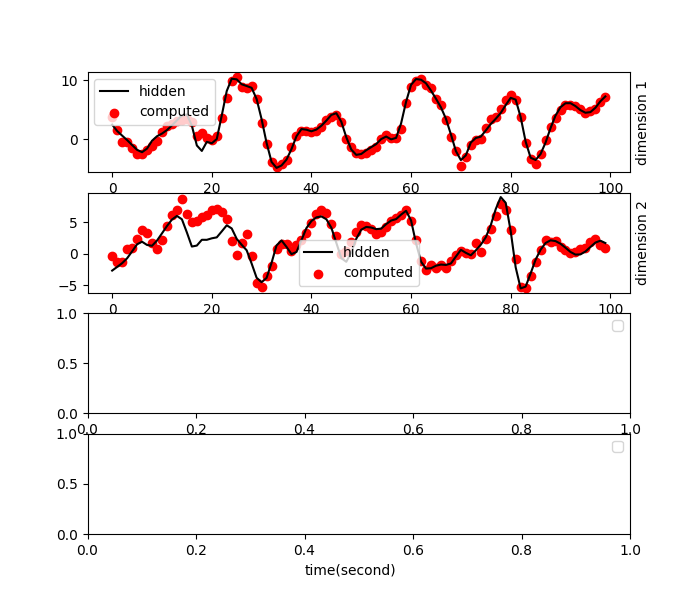 10
0
hidden
computed
dimension 1
0 20 40 60 80 100
5
0
−5
hidden
computed
dimension 2
0 20 40 60 80 100
1.0
0.5
0.0
0.0 0.2 0.4 0.6 0.8 1.0
1.0
0.5
0.0
0.0 0.2 0.4 0.6 0.8 1.0
time(second)